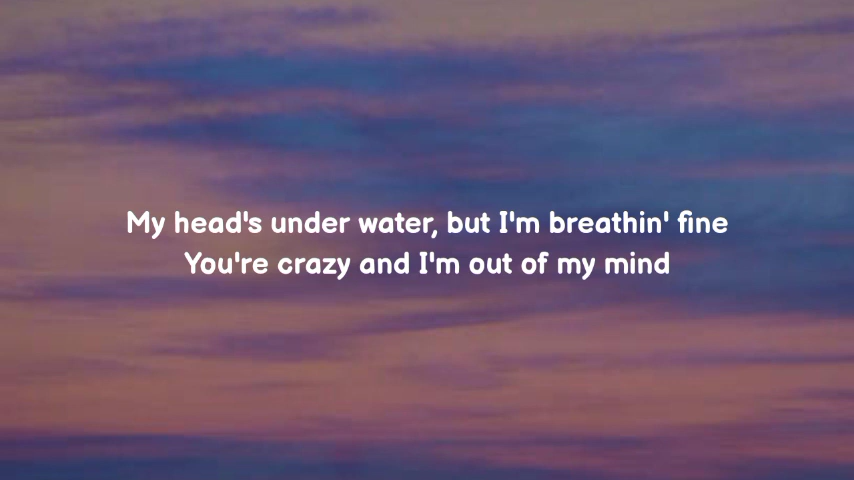 My head's under water, but I'm breathin' fine
You're crazy and I'm out of my mind